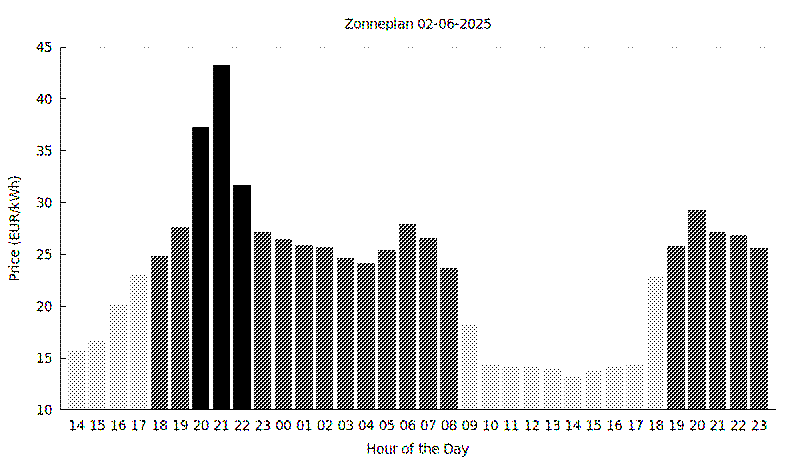 Zonneplan 02-06-2025
45
40
35
30
25
20
15
10
Price (EUR/kWh)
14 15 16 17 18 19 20 21 22 23 00 01 02 03 04 05 06 07 08 09 10 11 12 13 14 15 16 17 18 19 20 21 22 23
Hour of the Day